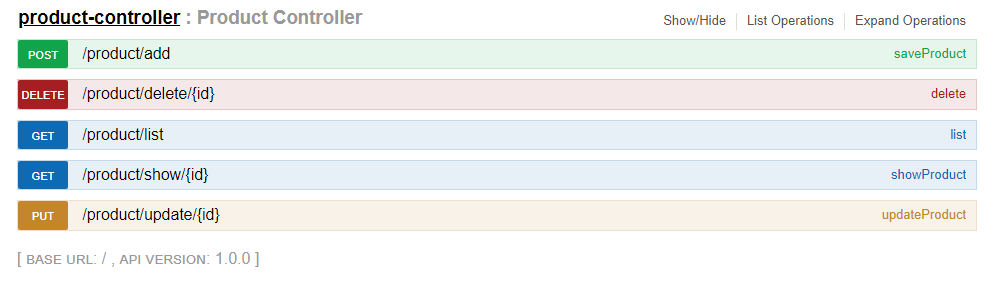 product-controller : Product Controller
Show/Hide List Operations Expand Operations
POST /product/add saveProduct
DELETE /product/delete/{id} delete
GET /product/list list
GET /product/show/{id} showProduct
PUT /product/update/{id} updateProduct
[ BASE URL: / , API VERSION: 1.0.0 ]